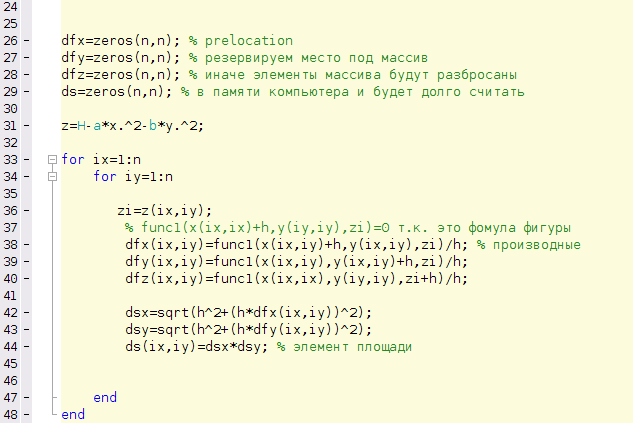 24
25
26 - dfx=zeros(n,n); % prelocation
27 - dfy=zeros(n,n); % резервируем место под массив
28 - dfz=zeros(n,n); % иначе элементы массива будут разбросаны
29 - ds=zeros(n,n); % в памяти компьютера и будет долго считать
30
31 - z=H-a*x.^2-b*y.^2;
32
33 - for ix=1:n
34 - for iy=1:n
35
36 - zi=z(ix,iy);
37 % func1(x(ix,ix)+h,y(iy,iy),zi)=0 т.к. это фомула фигуры
38 - dfx(ix,iy)=func1(x(ix,iy)+h,y(ix,iy),zi)/h; % производные
39 - dfy(ix,iy)=func1(x(ix,iy),y(ix,iy)+h,zi)/h;
40 - dfz(ix,iy)=func1(x(ix,ix),y(iy,iy),zi+h)/h;
41
42 - dsx=sqrt(h^2+(h*dfx(ix,iy))^2);
43 - dsy=sqrt(h^2+(h*dfy(ix,iy))^2);
44 - ds(ix,iy)=dsx*dsy; % элемент площади
45
46
47 - end
48 - end